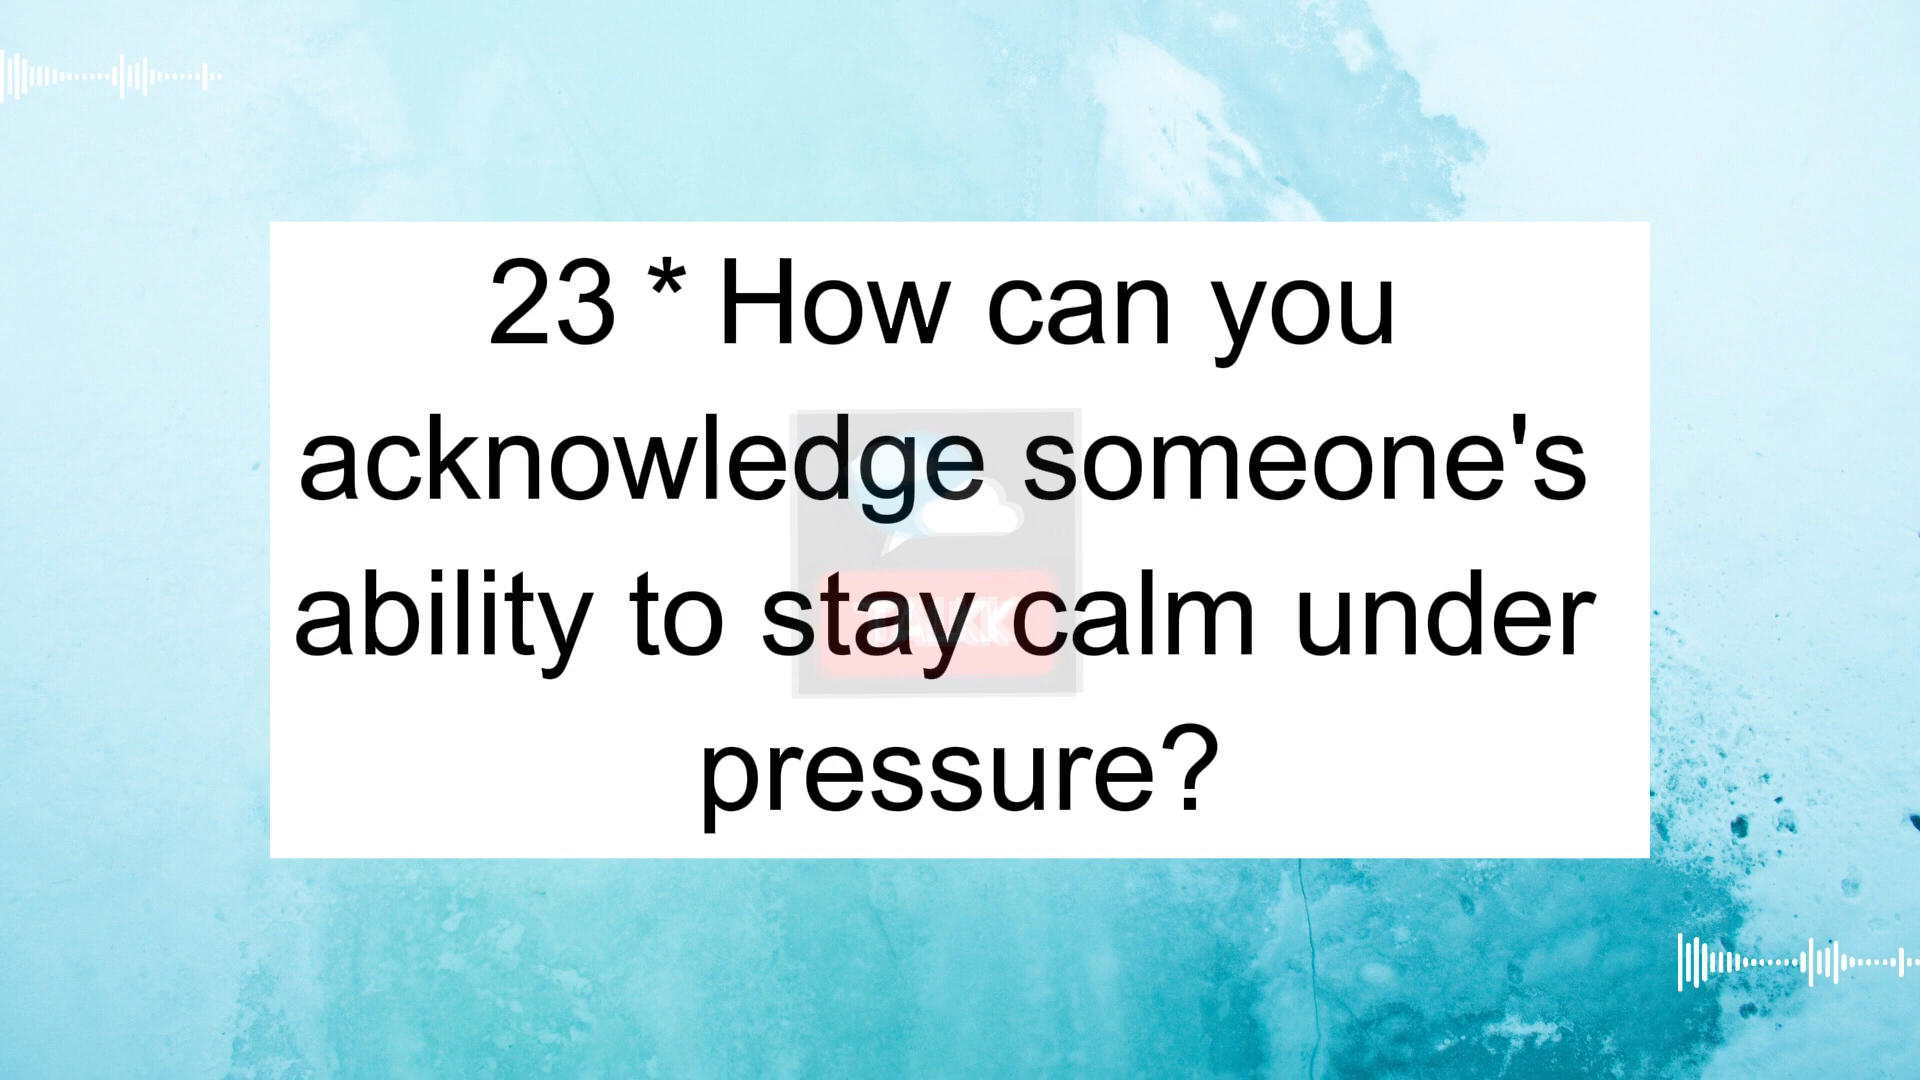 23 * How can you
acknowledge someone's
ability to stay calm under
pressure?